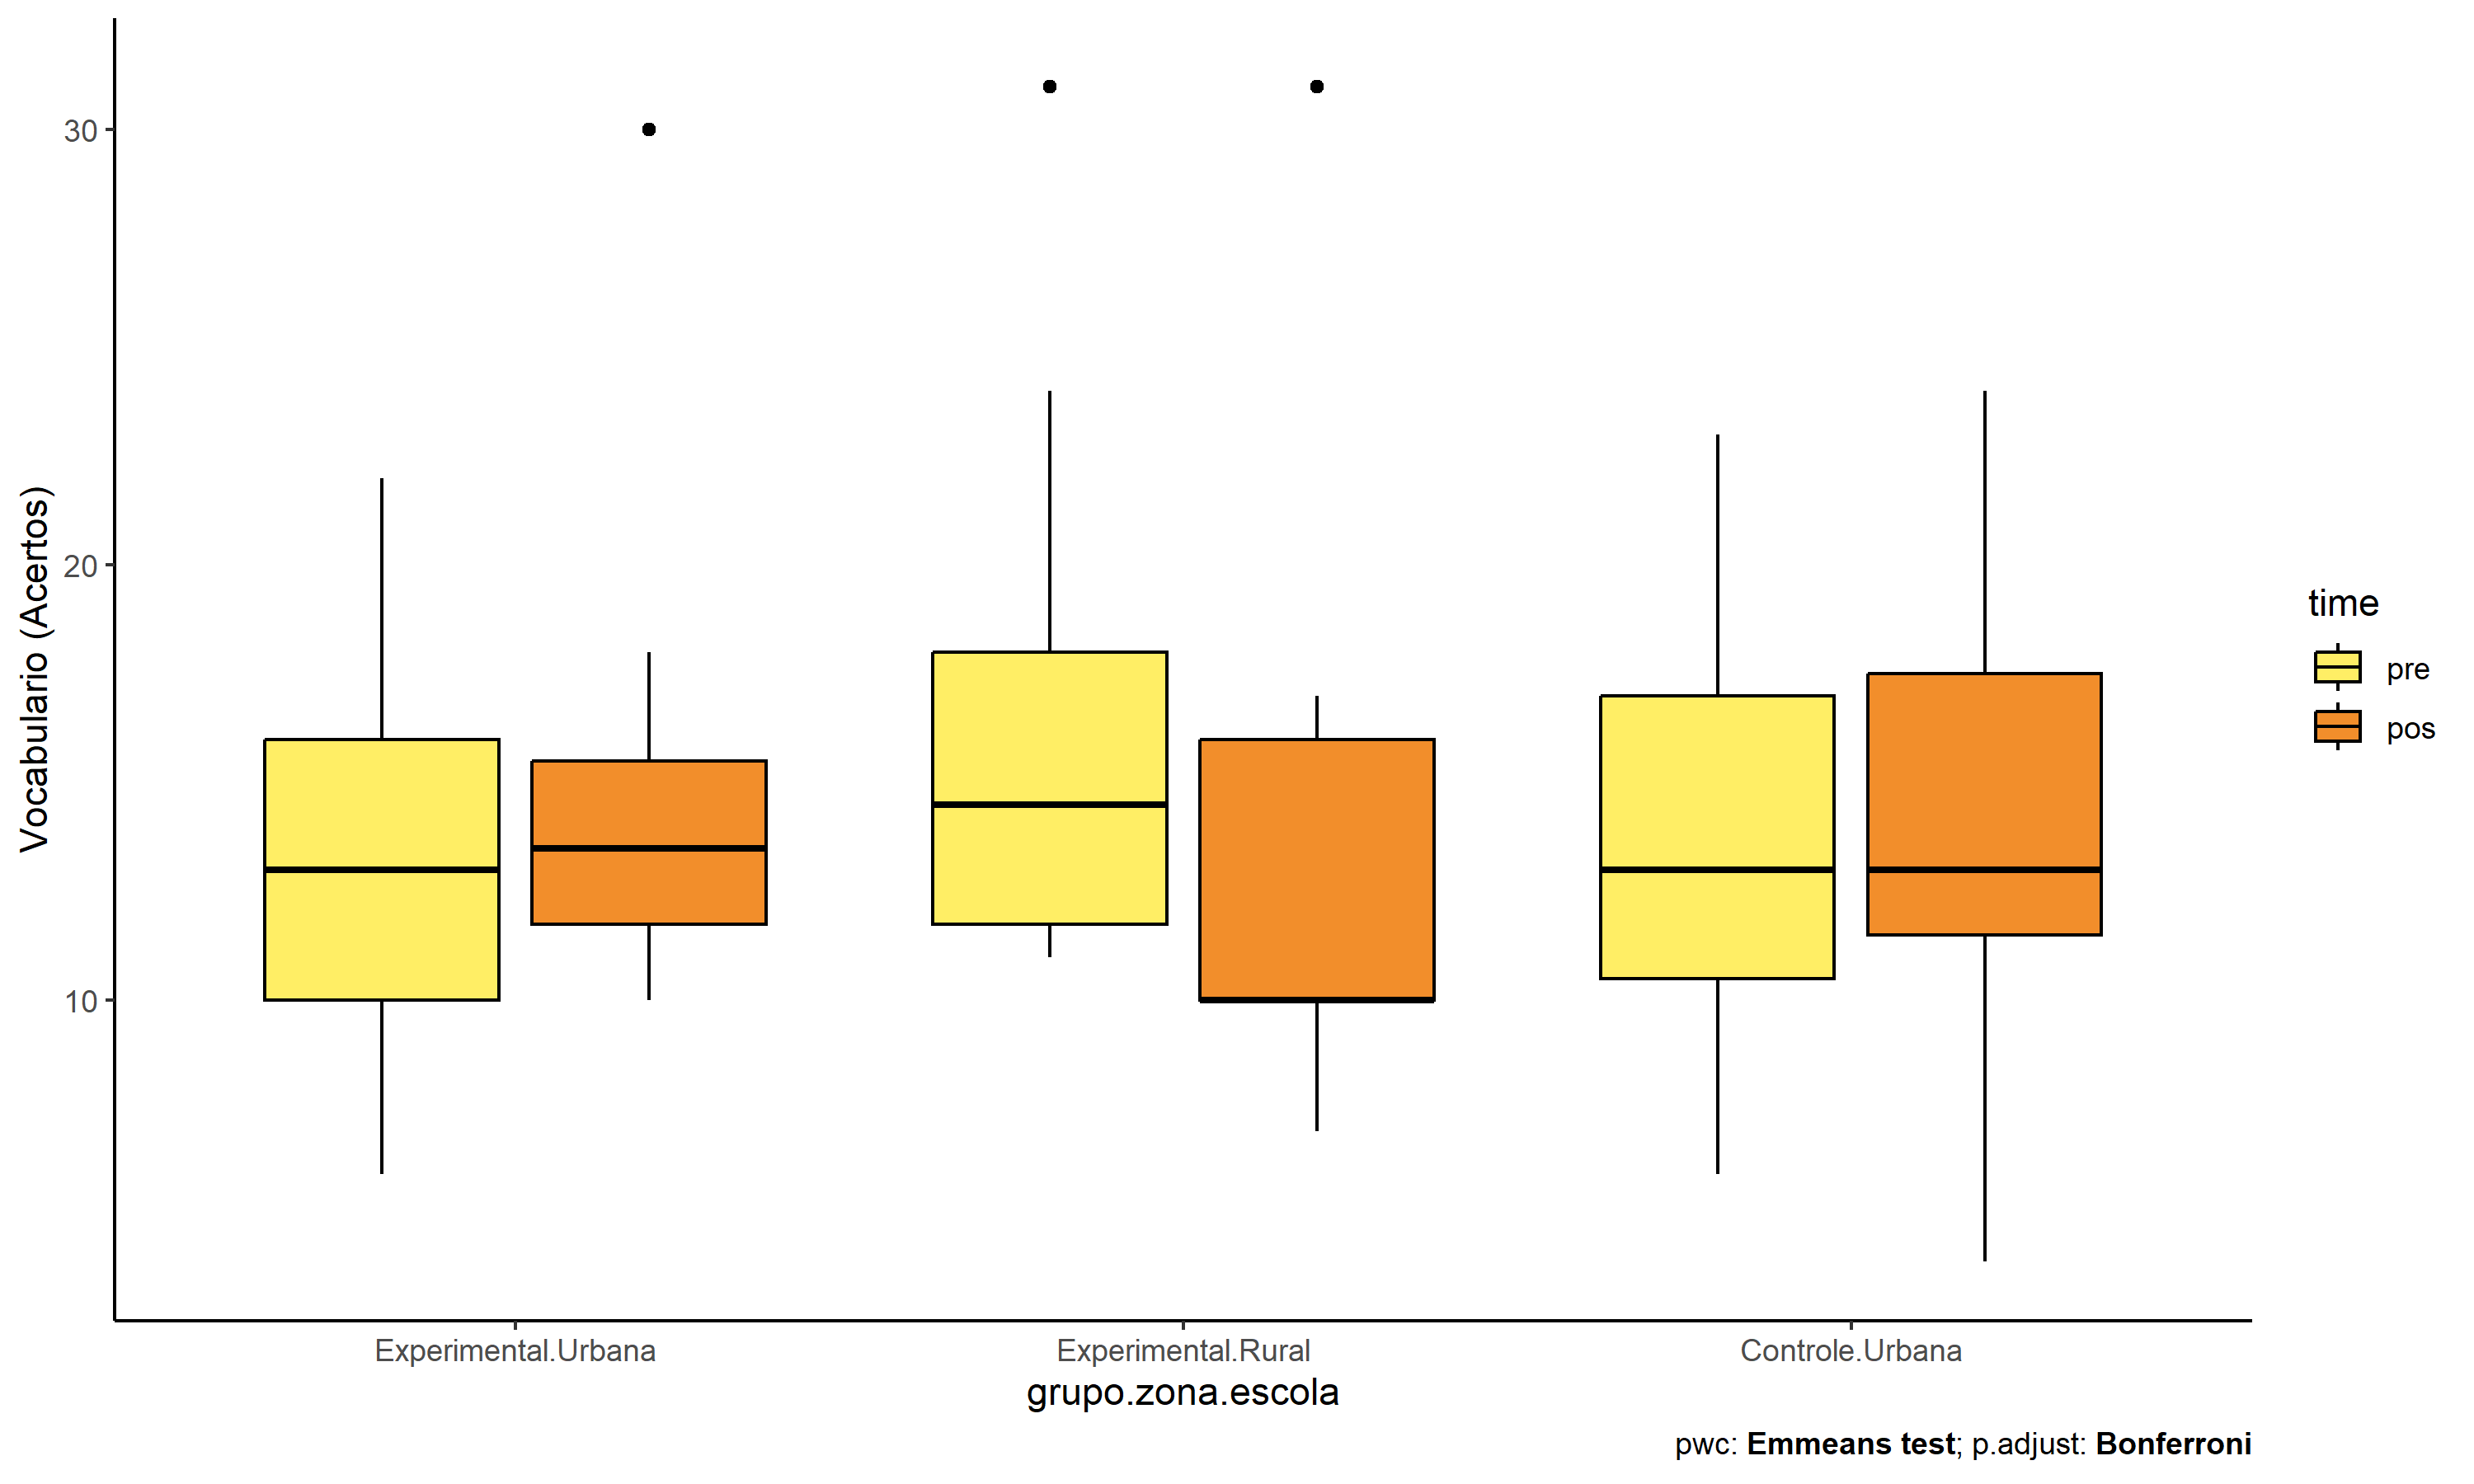 Vocabulario (Acertos)
30
20
10
Experimental.Urbana
Experimental.Rural
Controle.Urbana
grupo.zona.escola
pwc: Emmeans test; p.adjust: Bonferroni
time
pre
pos